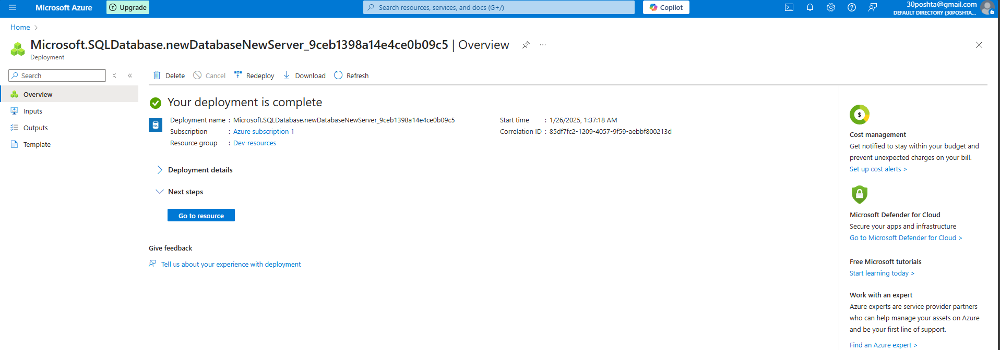 Microsoft Azure
Upgrade
Search resources, services, and docs (G+/)
Copilot
30poshta@gmail.com
DEFAULT DIRECTORY (30POSHTA...
Home
Microsoft.SQLDatabase.newDatabaseNewServer_9ceb1398a14e4ce0b09c5 | Overview
Deployment
Search
Delete
Cancel
Redeploy
Download
Refresh
Overview
Inputs
Outputs
Template
Your deployment is complete
Deployment name : Microsoft.SQLDatabase.newDatabaseNewServer_9ceb1398a14e4ce0b09c5
Subscription : Azure subscription 1
Resource group : Dev-resources
Start time : 1/26/2025, 1:37:18 AM
Correlation ID : 85df7fc2-1209-4057-9f59-aebbf800213d
Deployment details
Next steps
Go to resource
Give feedback
Tell us about your experience with deployment
Cost management
Get notified to stay within your budget and
prevent unexpected charges on your bill.
Set up cost alerts >
Microsoft Defender for Cloud
Secure your apps and infrastructure
Go to Microsoft Defender for Cloud >
Free Microsoft tutorials
Start learning today >
Work with an expert
Azure experts are service provider partners
who can help manage your assets on Azure
and be your first line of support.
Find an Azure expert >